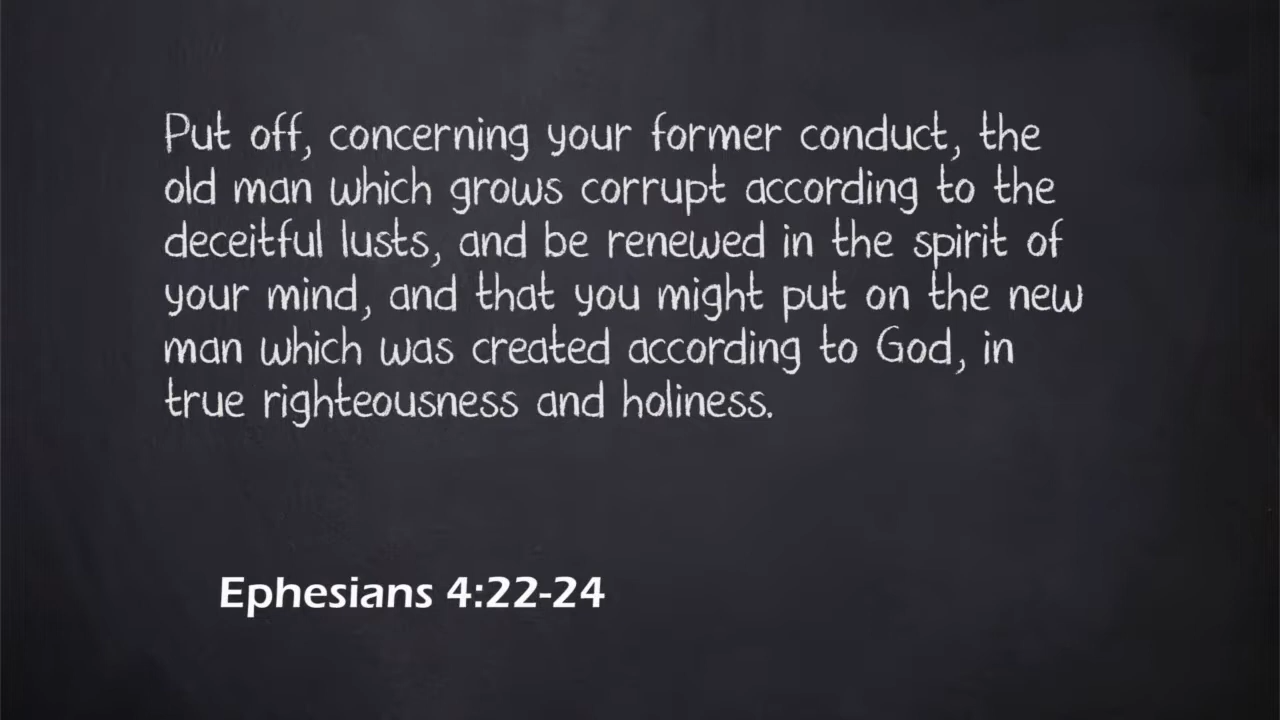 Put off, concerning your former conduct, the
old man which grows corrupt according to the
deceitful lusts, and be renewed in the spirit of
your mind, and that you might put on the new
man which was created according to God, in
true righteousness and holiness.
Ephesians 4:22-24